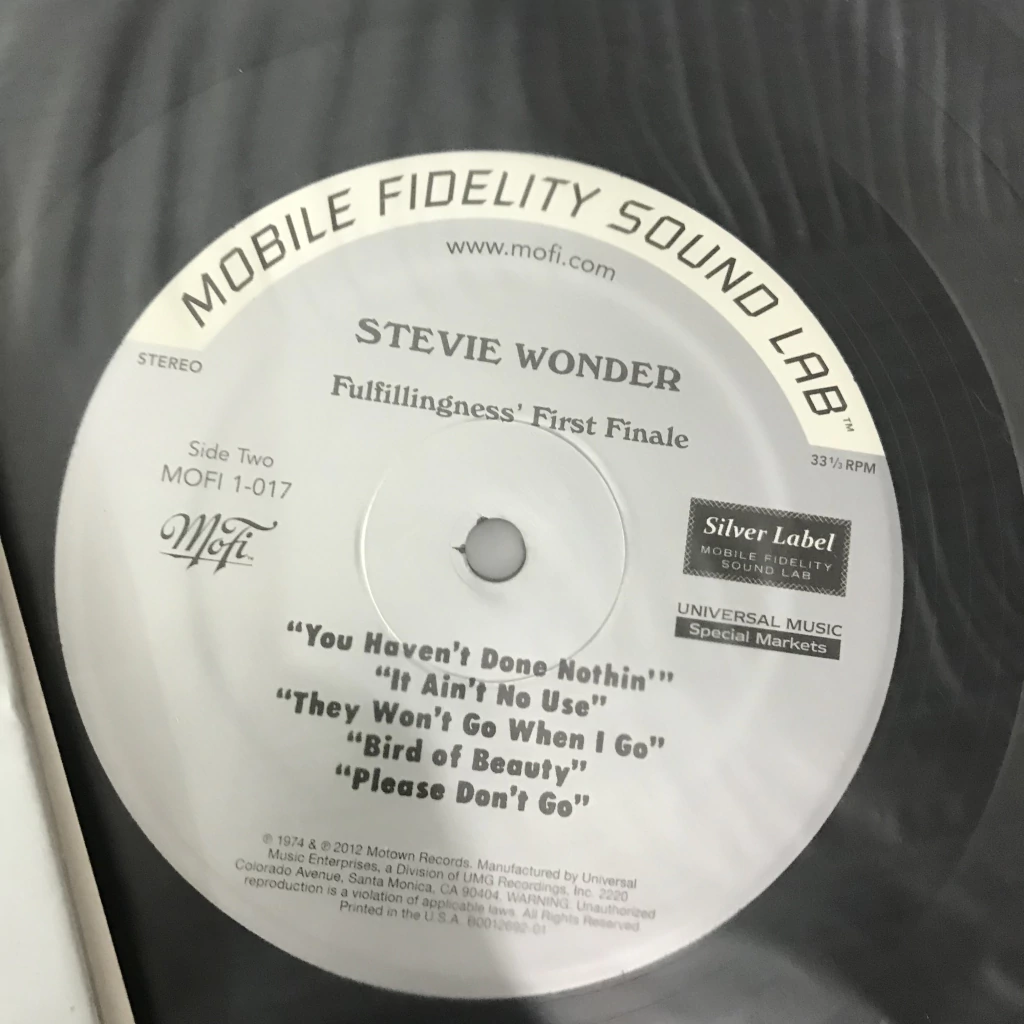 MOBILE FIDELITY SOUND LAB™
www.mofi.com
STEVIE WONDER
Fulfillingness' First Finale
STEREO
33⅓ RPM
Side Two
MOFI 1-017
MoFi™
Silver Label
MOBILE FIDELITY
SOUND LAB
UNIVERSAL MUSIC
Special Markets
“You Haven't Done Nothin'”
“It Ain't No Use”
“They Won't Go When I Go”
“Bird of Beauty”
“Please Don't Go”
℗ 1974 & ℗ 2012 Motown Records. Manufactured by Universal
Music Enterprises, a Division of UMG Recordings, Inc. 2220
Colorado Avenue, Santa Monica, CA 90404. WARNING: Unauthorized
reproduction is a violation of applicable laws. All Rights Reserved.
Printed in the U.S.A. B0012692-01